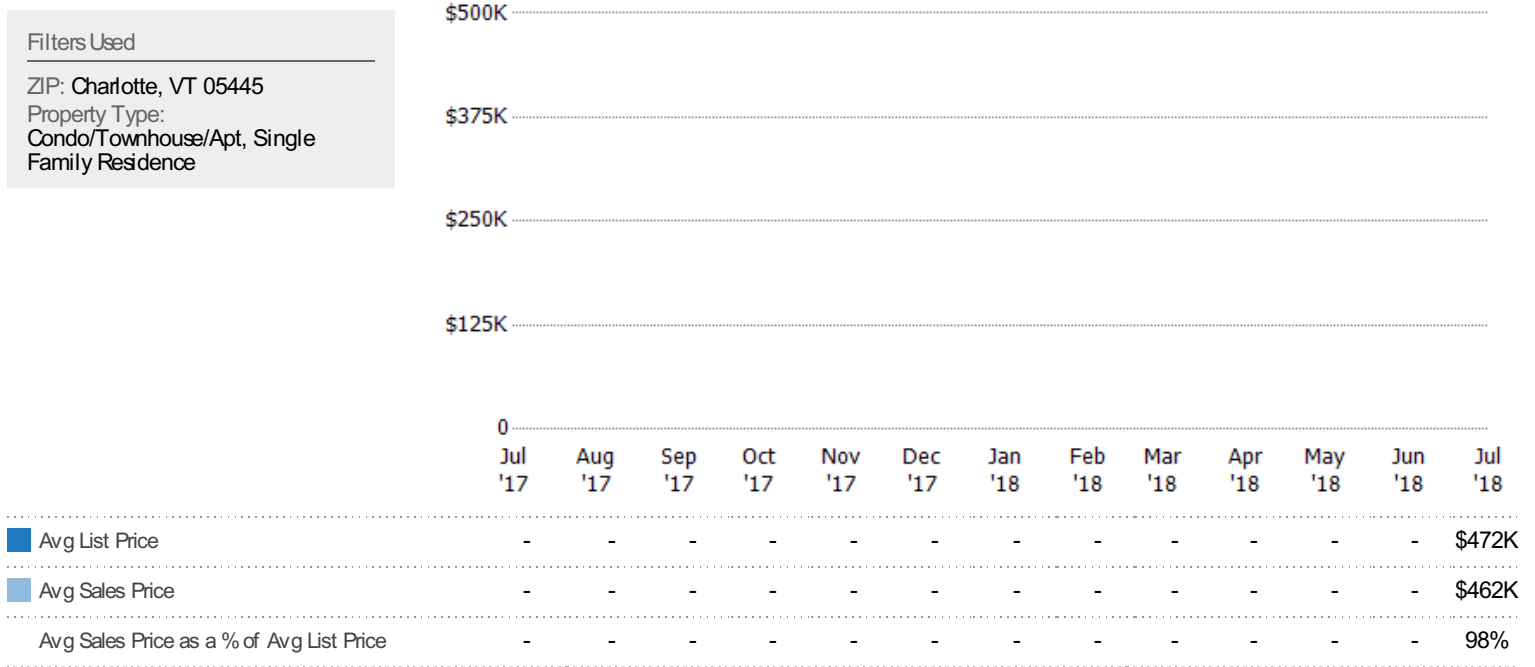 Filters Used
ZIP: Charlotte, VT 05445
Property Type:
Condo/Townhouse/Apt, Single
Family Residence
$500K
$375K
$250K
$125K
0
Jul Aug Sep Oct Nov Dec Jan Feb Mar Apr May Jun Jul
'17 '17 '17 '17 '17 '17 '18 '18 '18 '18 '18 '18 '18
Avg List Price - - - - - - - - - - - - $472K
Avg Sales Price - - - - - - - - - - - - $462K
Avg Sales Price as a % of Avg List Price - - - - - - - - - - - - 98%